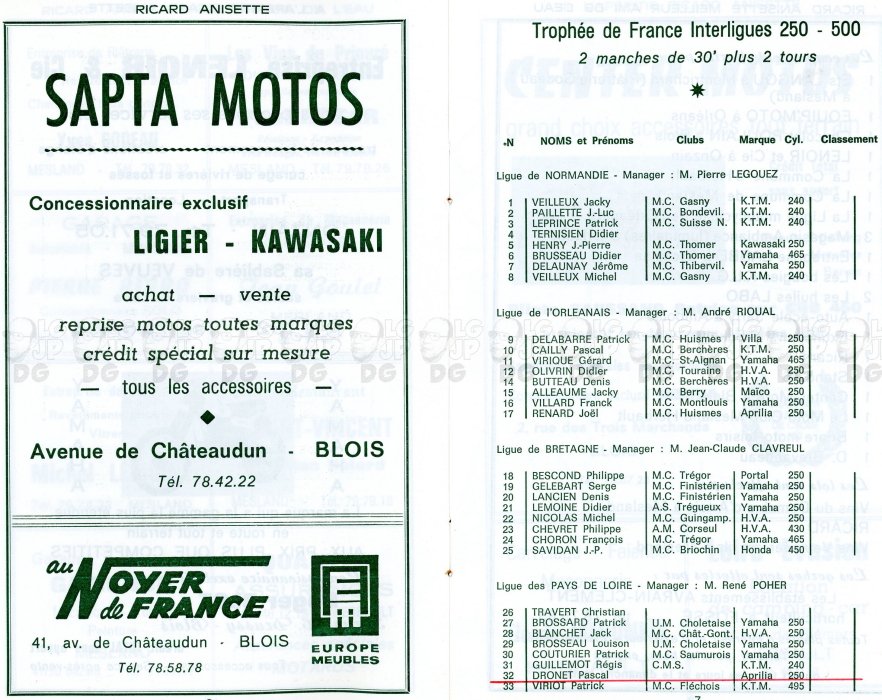 RICARD ANISETTE
SAPTA MOTOS
Concessionnaire exclusif
LIGIER - KAWASAKI
achat — vente
reprise motos toutes marques
crédit spécial sur mesure
— tous les accessoires —
Avenue de Châteaudun - BLOIS
Tél. 78.42.22
au NOYER de FRANCE
41, av. de Châteaudun - BLOIS
Tél. 78.58.78
EUROPE
MEUBLES
Trophée de France Interligues 250 - 500
2 manches de 30' plus 2 tours
°N NOMS et Prénoms Clubs Marque Cyl. Classement
Ligue de NORMANDIE - Manager : M. Pierre LEGOUEZ
1 VEILLEUX Jacky M.C. Gasny K.T.M. 240
2 PAILLETTE J.-Luc M.C. Bondevil. K.T.M. 240
3 LEPRINCE Patrick M.C. Suisse N. K.T.M. 240
4 TERNISIEN Didier
5 HENRY J.-Pierre M.C. Thomer Kawasaki 250
6 BRUSSEAU Didier M.C. Thomer Yamaha 465
7 DELAUNAY Jérôme M.C. Thibervil. Yamaha 250
8 VEILLEUX Michel M.C. Gasny K.T.M. 240
Ligue de l'ORLEANAIS - Manager : M. André RIOUAL
9 DELABARRE Patrick M.C. Huismes Villa 250
10 CAILLY Pascal M.C. Berchères K.T.M. 250
11 VIRIQUE Gérard M.C. St-Aignan Yamaha 465
12 OLIVRIN Didier M.C. Touraine H.V.A. 250
14 BUTTEAU Denis M.C. Berchères H.V.A. 250
15 ALLEAUME Jacky M.C. Berry Maïco 250
16 VILLARD Franck M.C. Montlouis Yamaha 250
17 RENARD Joël M.C. Huismes Aprilia 250
Ligue de BRETAGNE - Manager : M. Jean-Claude CLAVREUL
18 BESCOND Philippe M.C. Trégor Portal 250
19 GELEBART Serge M.C. Finistérien Yamaha 250
20 LANCIEN Denis M.C. Finistérien Yamaha 250
21 LEMOINE Didier A.S. Trégueux Yamaha 250
22 NICOLAS Michel M.C. Guingamp. H.V.A. 250
23 CHEVRET Philippe A.M. Corseul H.V.A. 430
24 CHORON François M.C. Trégor Yamaha 465
25 SAVIDAN J.-P. M.C. Briochin Honda 450
Ligue des PAYS DE LOIRE - Manager : M. René POHER
26 TRAVERT Christian
27 BROSSARD Patrick U.M. Choletaise Yamaha 250
28 BLANCHET Jack M.C. Chât.-Gont. H.V.A. 250
29 BROSSEAU Louison U.M. Choletaise Yamaha 250
30 COUTURIER Patrick M.C. Saumurois Yamaha 250
31 GUILLEMOT Régis C.M.S. K.T.M. 240
32 DRONET Pascal Aprilia 250
33 VIRIOT Patrick M.C. Fléchois K.T.M. 495